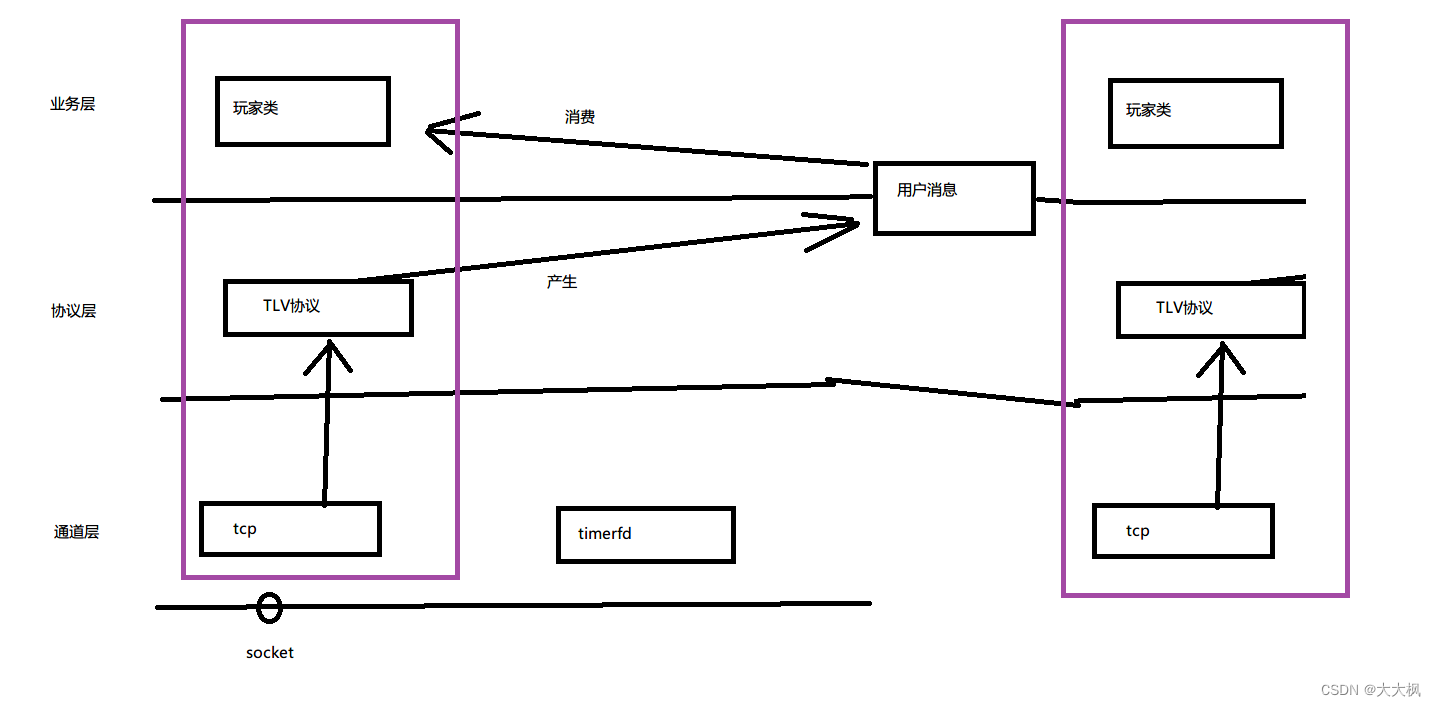 业务层
玩家类
消费
玩家类
用户消息
产生
协议层
TLV协议
TLV协议
通道层
tcp
timerfd
tcp
socket
CSDN @大大枫